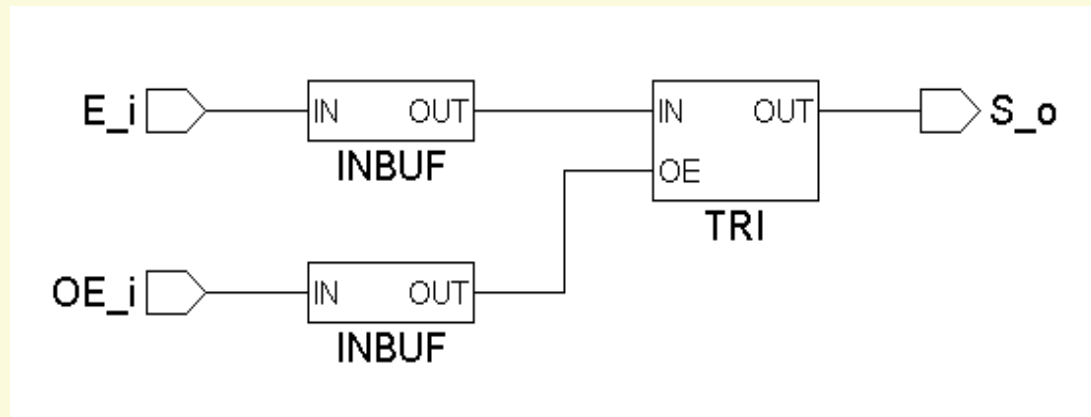 E_i IN OUT IN OUT S_o
INBUF OE
TRI
OE_i IN OUT
INBUF